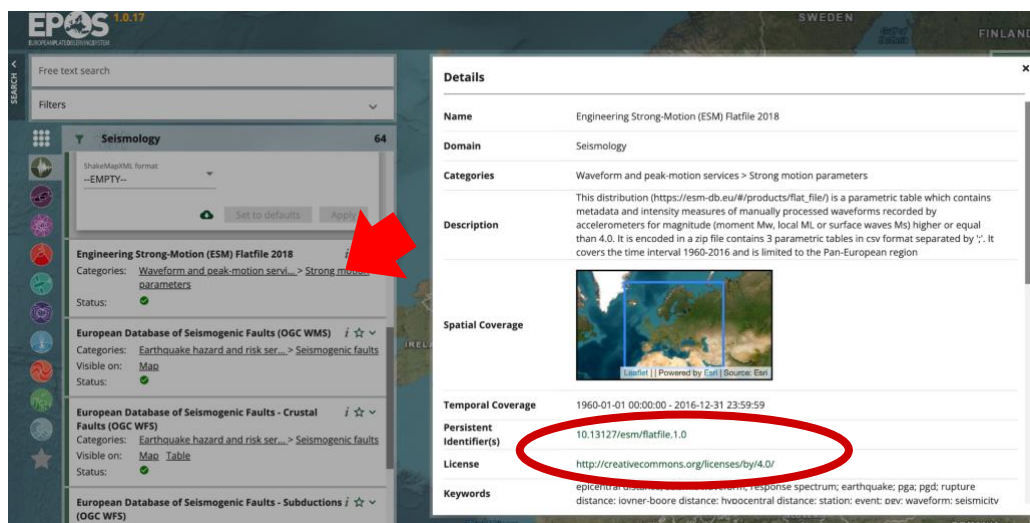 EPOS 1.0.17
SWEDEN
FINLAND
SEARCH
Free text search
Filters
Seismology 64
ShakeMapXML format
--EMPTY--
Set to defaults Apply
Engineering Strong-Motion (ESM) Flatfile 2018
Categories: Waveform and peak-motion servi... > Strong motion
parameters
Status:
European Database of Seismogenic Faults (OGC WMS) i
Categories: Earthquake hazard and risk ser... > Seismogenic faults
Visible on: Map
Status:
European Database of Seismogenic Faults - Crustal i
Faults (OGC WFS)
Categories: Earthquake hazard and risk ser... > Seismogenic faults
Visible on: Map Table
Status:
European Database of Seismogenic Faults - Subductions i
(OGC WFS)
IREL
Details x
Name Engineering Strong-Motion (ESM) Flatfile 2018
Domain Seismology
Categories Waveform and peak-motion services > Strong motion parameters
Description
This distribution (https://esm-db.eu/#/products/flat_file/) is a parametric table which contains
metadata and intensity measures of manually processed waveforms recorded by
accelerometers for magnitude (moment Mw, local ML or surface waves Ms) higher or equal
than 4.0. It is encoded in a zip file contains 3 parametric tables in csv format separated by ';'. It
covers the time interval 1960-2016 and is limited to the Pan-European region
Spatial Coverage
Leaflet | | Powered by Esri | Source: Esri
Temporal Coverage 1960-01-01 00:00:00 - 2016-12-31 23:59:59
Persistent
Identifier(s) 10.13127/esm/flatfile.1.0
License http://creativecommons.org/licenses/by/4.0/
Keywords
epicentral distance; response spectrum; earthquake; pga; pgd; rupture
distance; joyner-boore distance; hypocentral distance; station; event; pgv; waveform; seismicity